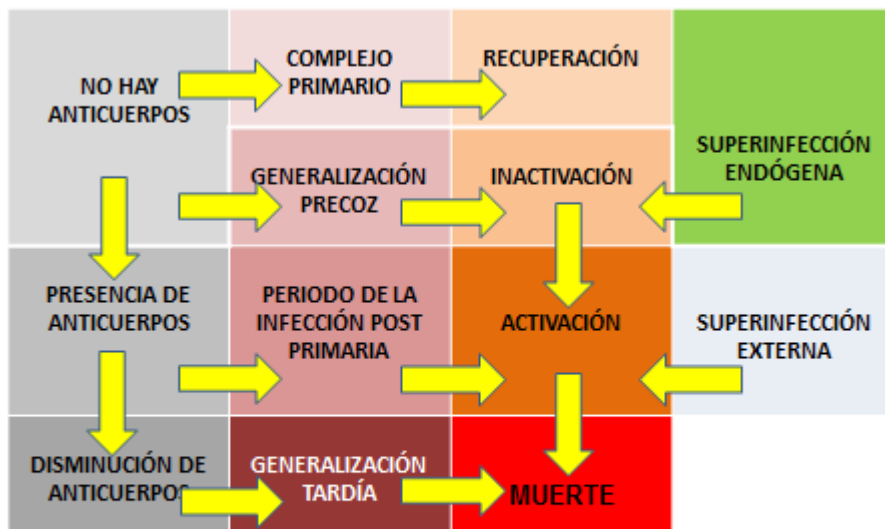 NO HAY
ANTICUERPOS
COMPLEJO
PRIMARIO
RECUPERACIÓN
SUPERINFECCIÓN
ENDÓGENA
GENERALIZACIÓN
PRECOZ
INACTIVACIÓN
PRESENCIA DE
ANTICUERPOS
PERIODO DE LA
INFECCIÓN POST
PRIMARIA
ACTIVACIÓN
SUPERINFECCIÓN
EXTERNA
DISMINUCIÓN DE
ANTICUERPOS
GENERALIZACIÓN
TARDÍA
MUERTE